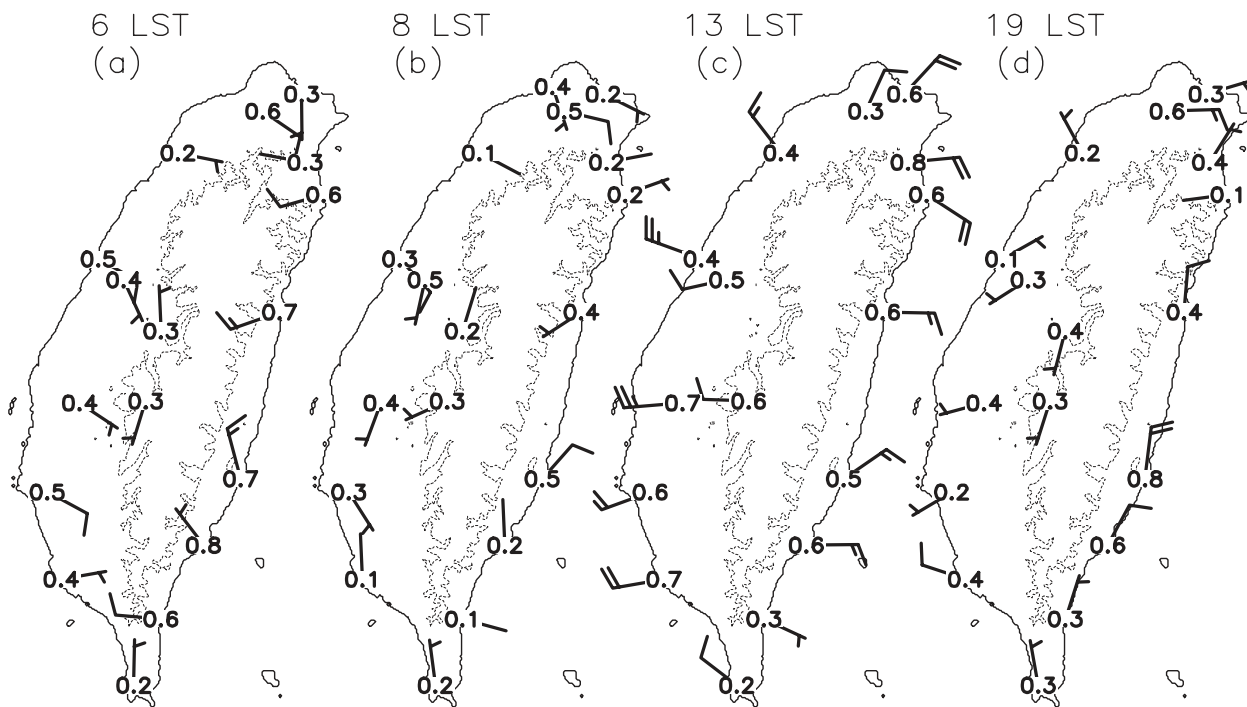 6 LST 8 LST 13 LST 19 LST
(a) (b) (c) (d)
0.3 0.4 0.2 0.6 0.3
0.6 0.5 0.3 0.6
0.2 0.3 0.1 0.2 0.4 0.8 0.2 0.4
0.6 0.2 0.6 0.1
0.5 0.3 0.4 0.1
0.4 0.5 0.5 0.3
0.7 0.4 0.6 0.4
0.3 0.2 0.4
0.4 0.3 0.4 0.3 0.7 0.6 0.4 0.3
0.7 0.5 0.5 0.8
0.5 0.3 0.6 0.2
0.8 0.2 0.6 0.6
0.4 0.1 0.7 0.4
0.6 0.1 0.3 0.3
0.2 0.2 0.2 0.3